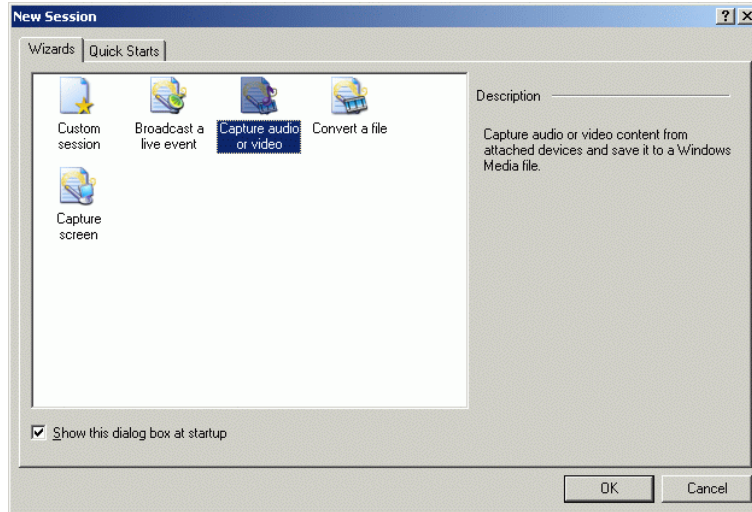 New Session
Wizards
Quick Starts
Custom
session
Broadcast a
live event
Capture audio
or video
Convert a file
Capture
screen
Description
Capture audio or video content from
attached devices and save it to a Windows
Media file.
Show this dialog box at startup
OK
Cancel